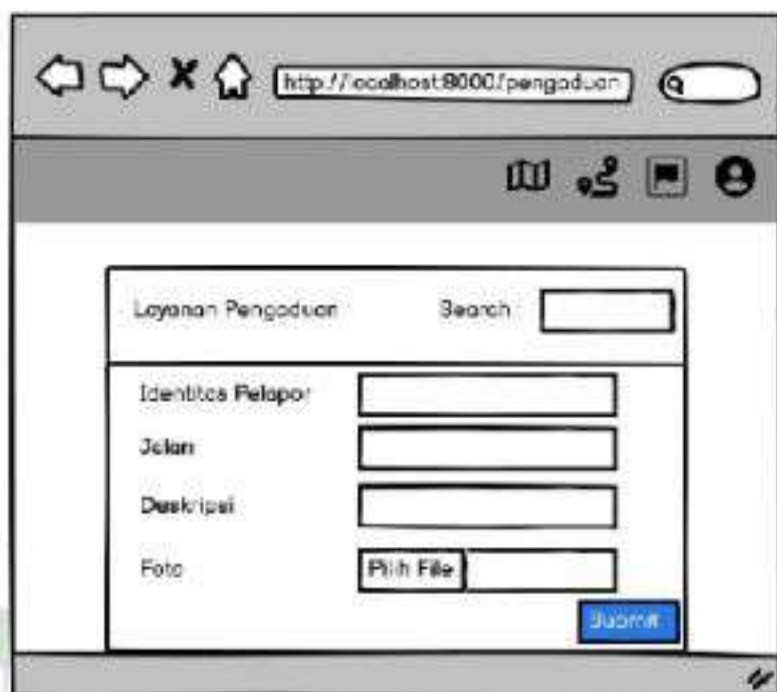 http://localhost:8000/pengaduan
Layanan Pengaduan
Search
Identitas Pelapor
Jalan
Deskripsi
Foto
Pilih File
Submit